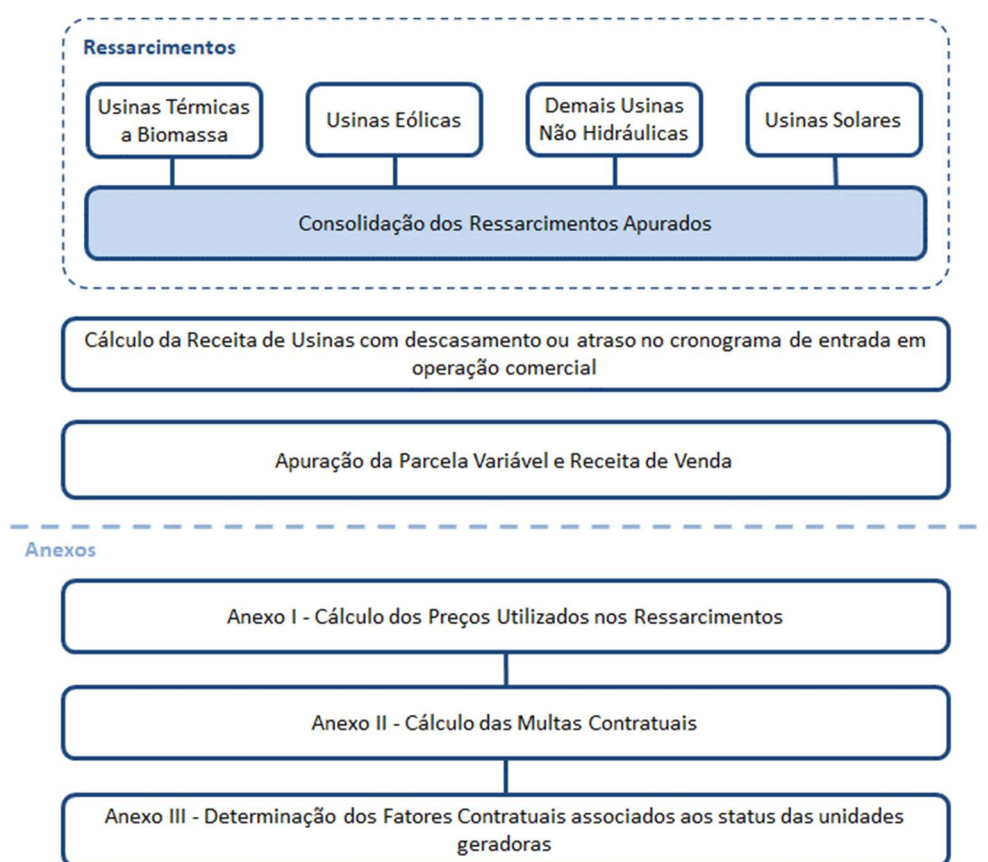 Ressarcimentos
Usinas Térmicas
a Biomassa
Usinas Eólicas
Demais Usinas
Não Hidráulicas
Usinas Solares
Consolidação dos Ressarcimentos Apurados
Cálculo da Receita de Usinas com descasamento ou atraso no cronograma de entrada em
operação comercial
Apuração da Parcela Variável e Receita de Venda
Anexos
Anexo I - Cálculo dos Preços Utilizados nos Ressarcimentos
Anexo II - Cálculo das Multas Contratuais
Anexo III - Determinação dos Fatores Contratuais associados aos status das unidades
geradoras